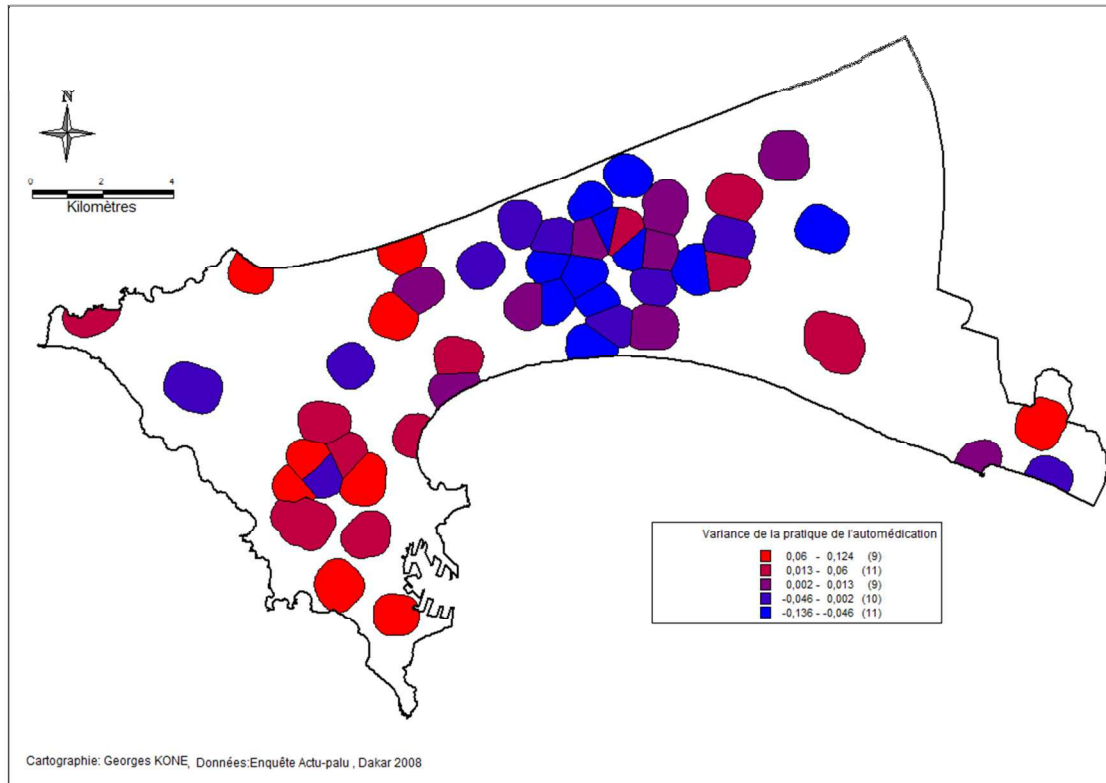 N
0 2 4
Kilomètres
Variance de la pratique de l'automédication
0,06 - 0,124 (9)
0,013 - 0,06 (11)
0,002 - 0,013 (9)
-0,046 - 0,002 (10)
-0,136 - -0,046 (11)
Cartographie: Georges KONE, Données:Enquête Actu-palu , Dakar 2008